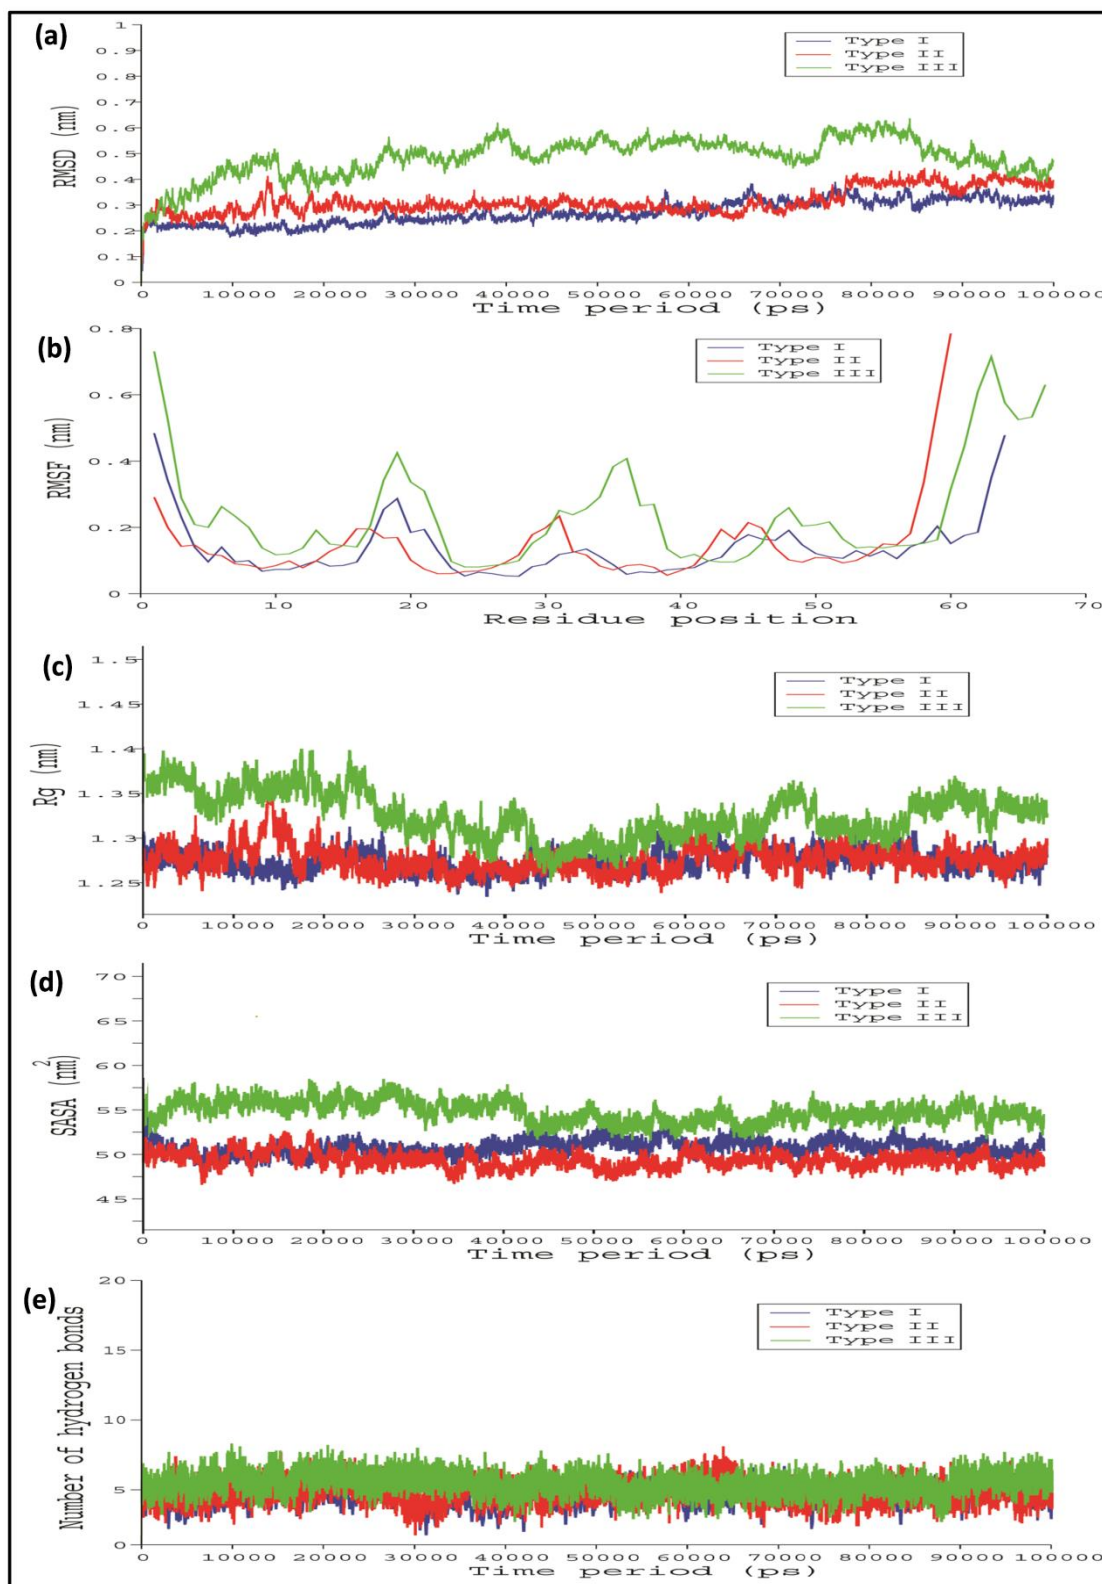 (a)
1
0.9
0.8
0.7
0.6
0.5
0.4
0.3
0.2
0.1
0
RMSD (nm)
Type I
Type II
Type III
0 10000 20000 30000 40000 50000 60000 70000 80000 90000 100000
Time period (ps)
(b)
0.8
0.6
0.4
0.2
0
RMSF (nm)
Type I
Type II
Type III
0 10 20 30 40 50 60 70
Residue position
(c)
1.5
1.45
1.4
1.35
1.3
1.25
Rg (nm)
Type I
Type II
Type III
0 10000 20000 30000 40000 50000 60000 70000 80000 90000 100000
Time period (ps)
(d)
70
65
60
55
50
45
SASA (nm2)
Type I
Type II
Type III
0 10000 20000 30000 40000 50000 60000 70000 80000 90000 100000
Time period (ps)
(e)
20
15
10
5
0
Number of hydrogen bonds
Type I
Type II
Type III
0 10000 20000 30000 40000 50000 60000 70000 80000 90000 100000
Time period (ps)